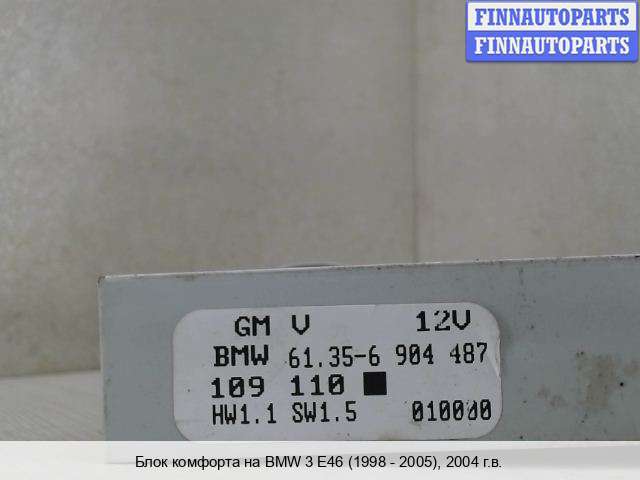 FINNAUTOPARTS
FINNAUTOPARTS
GM V 12V
BMW 61.35-6 904 487
109 110
HW1.1 SW1.5 010000
Блок комфорта на BMW 3 E46 (1998 - 2005), 2004 г.в.